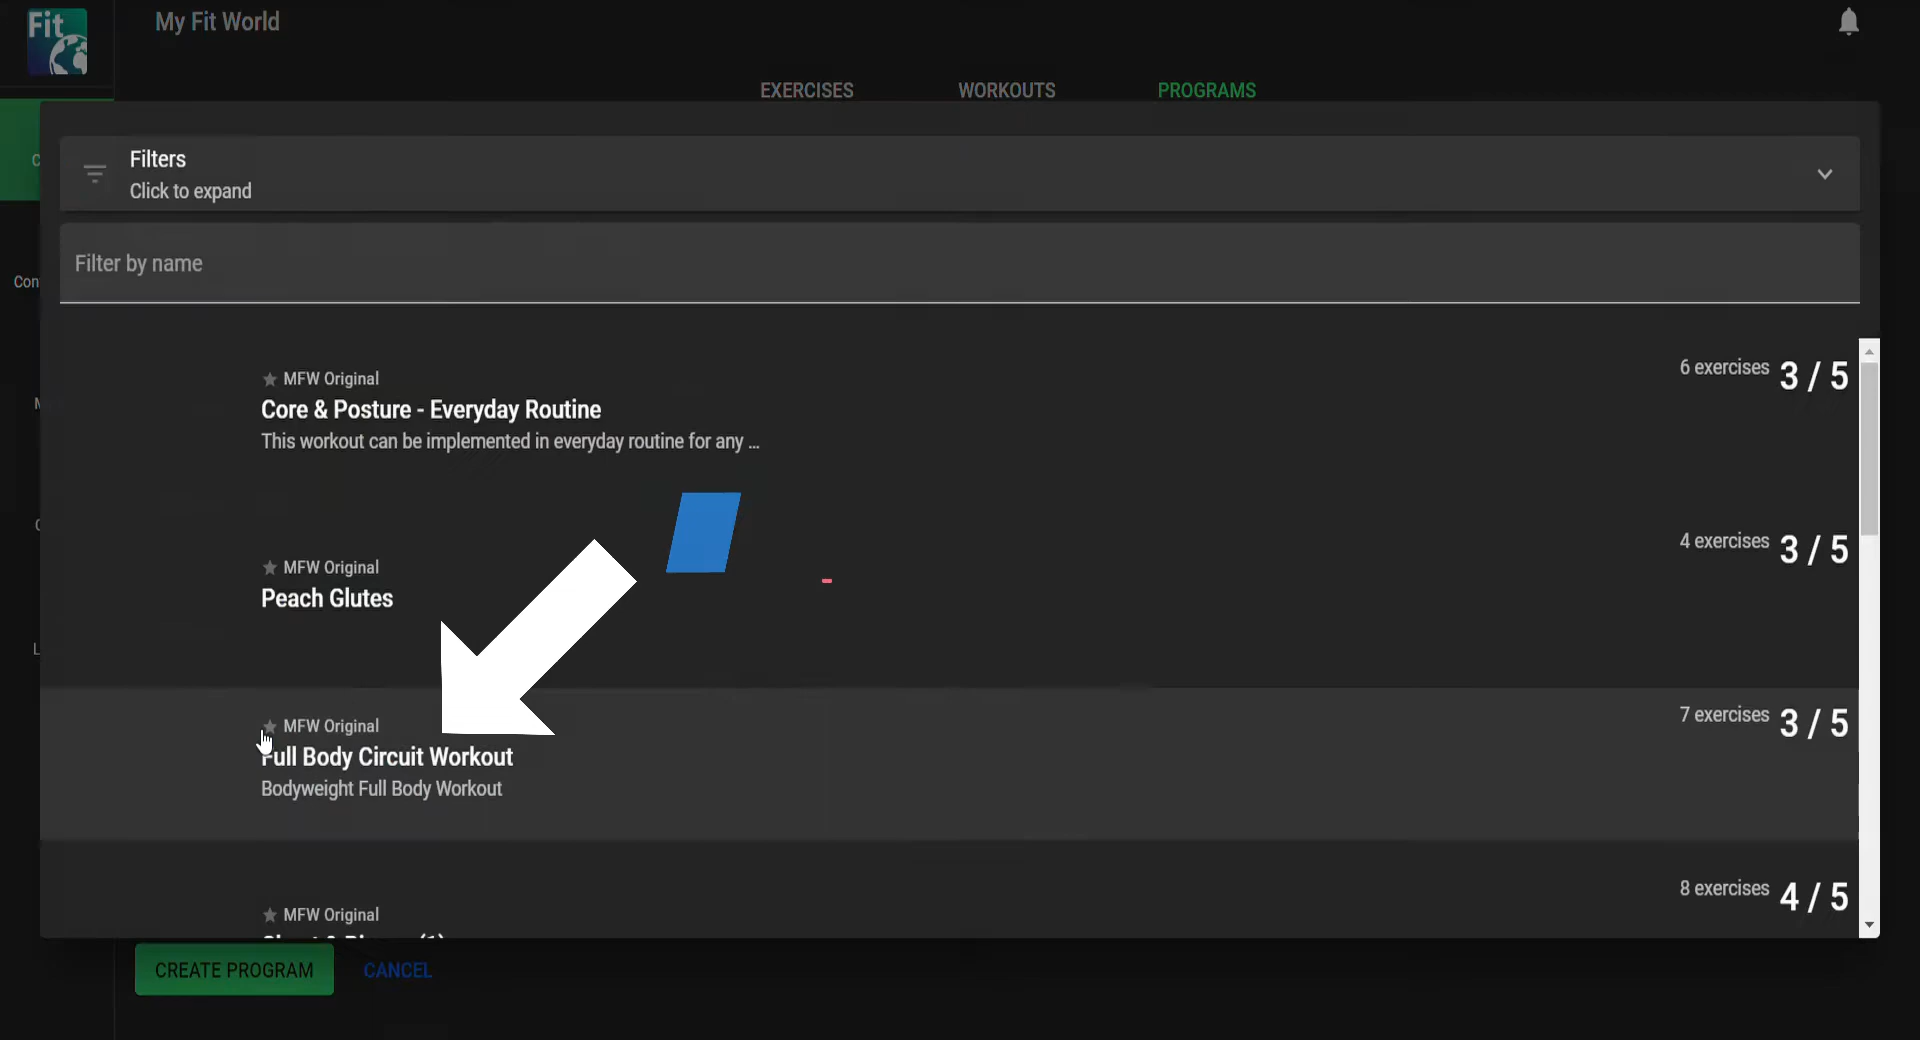 Fit
My Fit World
EXERCISES
WORKOUTS
PROGRAMS
Filters
Click to expand
Filter by name
MFW Original
Core & Posture - Everyday Routine
This workout can be implemented in everyday routine for any ...
6 exercises
3 / 5
MFW Original
Peach Glutes
4 exercises
3 / 5
MFW Original
Full Body Circuit Workout
Bodyweight Full Body Workout
7 exercises
3 / 5
MFW Original
8 exercises
4 / 5
CREATE PROGRAM
CANCEL